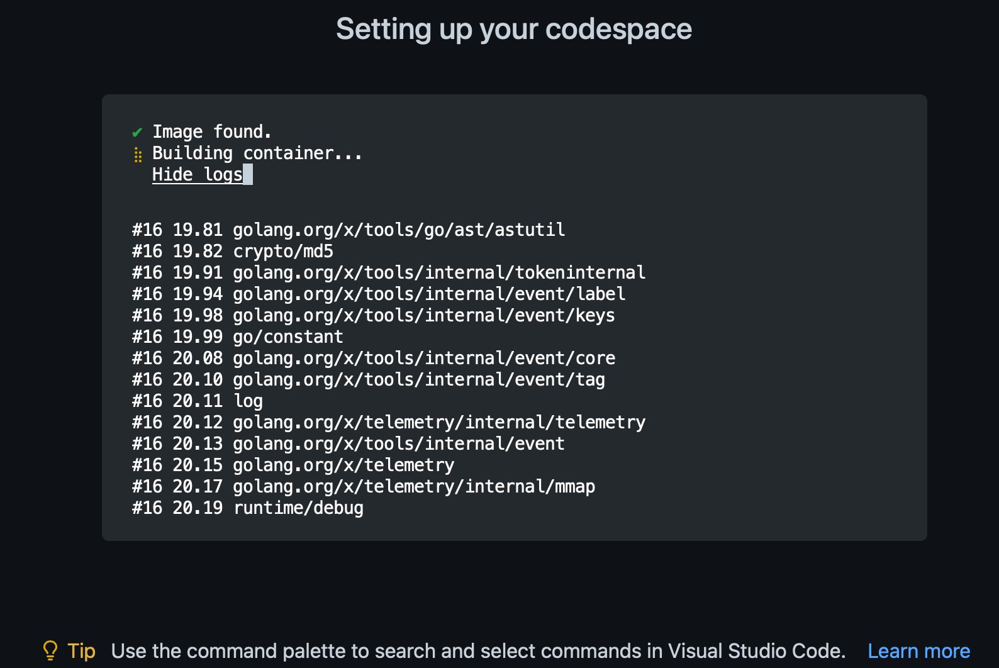 Setting up your codespace
✔ Image found.
⣾ Building container...
Hide logs
#16 19.81 golang.org/x/tools/go/ast/astutil
#16 19.82 crypto/md5
#16 19.91 golang.org/x/tools/internal/tokeninternal
#16 19.94 golang.org/x/tools/internal/event/label
#16 19.98 golang.org/x/tools/internal/event/keys
#16 19.99 go/constant
#16 20.08 golang.org/x/tools/internal/event/core
#16 20.10 golang.org/x/tools/internal/event/tag
#16 20.11 log
#16 20.12 golang.org/x/telemetry/internal/telemetry
#16 20.13 golang.org/x/tools/internal/event
#16 20.15 golang.org/x/telemetry
#16 20.17 golang.org/x/telemetry/internal/mmap
#16 20.19 runtime/debug
Tip Use the command palette to search and select commands in Visual Studio Code. Learn more